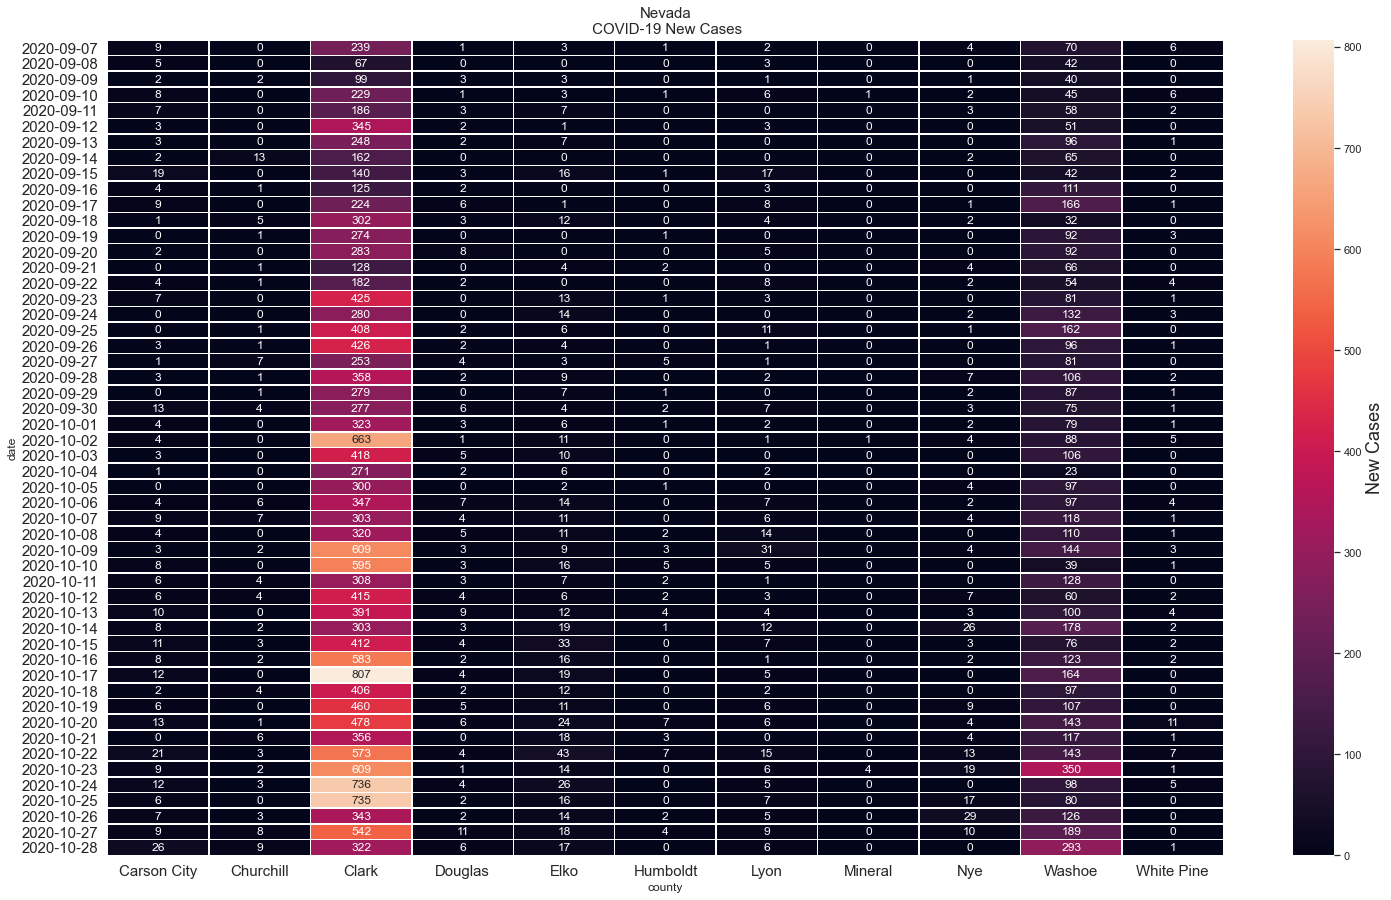 Nevada
COVID-19 New Cases
2020-09-07 9 0 239 1 3 1 2 0 4 70 6
2020-09-08 5 0 67 0 0 0 3 0 0 42 0
2020-09-09 2 2 99 3 3 0 1 0 1 40 0
2020-09-10 8 0 229 1 3 1 6 1 2 45 6
2020-09-11 7 0 186 3 7 0 0 0 3 58 2
2020-09-12 3 0 345 2 1 0 3 0 0 51 0
2020-09-13 3 0 248 2 7 0 0 0 0 96 1
2020-09-14 2 13 162 0 0 0 0 0 2 65 0
2020-09-15 19 0 140 3 16 1 17 0 2 42 2
2020-09-16 4 1 125 2 0 0 3 0 0 111 0
2020-09-17 9 0 224 6 1 0 8 0 1 166 1
2020-09-18 1 5 302 3 12 0 4 0 2 32 0
2020-09-19 0 1 274 0 0 1 0 0 0 92 3
2020-09-20 2 0 283 8 0 0 5 0 0 92 0
2020-09-21 0 1 128 0 4 2 0 0 4 66 0
2020-09-22 4 1 182 2 0 0 8 0 2 54 4
2020-09-23 7 0 425 0 13 1 3 0 0 81 1
2020-09-24 0 0 280 0 14 0 0 0 2 132 3
2020-09-25 0 1 408 2 6 0 11 0 1 162 0
2020-09-26 3 1 426 2 4 0 1 0 0 96 1
2020-09-27 1 7 253 4 3 5 1 0 0 81 0
2020-09-28 3 1 358 2 9 0 2 0 7 106 2
2020-09-29 0 1 279 0 7 1 0 0 2 87 1
2020-09-30 13 4 277 6 4 2 7 0 3 75 1
2020-10-01 4 0 323 3 6 1 2 0 2 79 1
2020-10-02 4 0 663 1 11 0 1 1 4 88 5
2020-10-03 3 0 418 5 10 0 0 0 0 106 0
2020-10-04 1 0 271 2 6 0 2 0 0 23 0
2020-10-05 0 0 300 0 2 1 0 0 4 97 0
2020-10-06 4 6 347 7 14 0 7 0 2 97 4
2020-10-07 9 7 303 4 11 0 6 0 4 118 1
2020-10-08 4 0 320 5 11 2 14 0 0 110 1
2020-10-09 3 2 609 3 9 3 31 0 4 144 3
2020-10-10 8 0 595 3 16 5 5 0 0 39 1
2020-10-11 6 4 308 3 7 2 1 0 0 128 0
2020-10-12 6 4 415 4 6 2 3 0 7 60 2
2020-10-13 10 0 391 9 12 4 4 0 3 100 4
2020-10-14 8 2 303 3 19 1 12 0 26 178 2
2020-10-15 11 3 412 4 33 0 7 0 3 76 2
2020-10-16 8 2 583 2 16 0 1 0 2 123 2
2020-10-17 12 0 807 4 19 0 5 0 0 164 0
2020-10-18 2 4 406 2 12 0 2 0 0 97 0
2020-10-19 6 0 460 5 11 0 6 0 9 107 0
2020-10-20 13 1 478 6 24 7 6 0 4 143 11
2020-10-21 0 6 356 0 18 3 0 0 4 117 1
2020-10-22 21 3 573 4 43 7 15 0 13 143 7
2020-10-23 9 2 609 1 14 0 6 4 19 350 1
2020-10-24 12 3 736 4 26 0 5 0 0 98 5
2020-10-25 6 0 735 2 16 0 7 0 17 80 0
2020-10-26 7 3 343 2 14 2 5 0 29 126 0
2020-10-27 9 8 542 11 18 4 9 0 10 189 0
2020-10-28 26 9 322 6 17 0 6 0 0 293 1
Carson City Churchill Clark Douglas Elko Humboldt Lyon Mineral Nye Washoe White Pine
county
date
800
700
600
500
400
300
200
100
0
New Cases